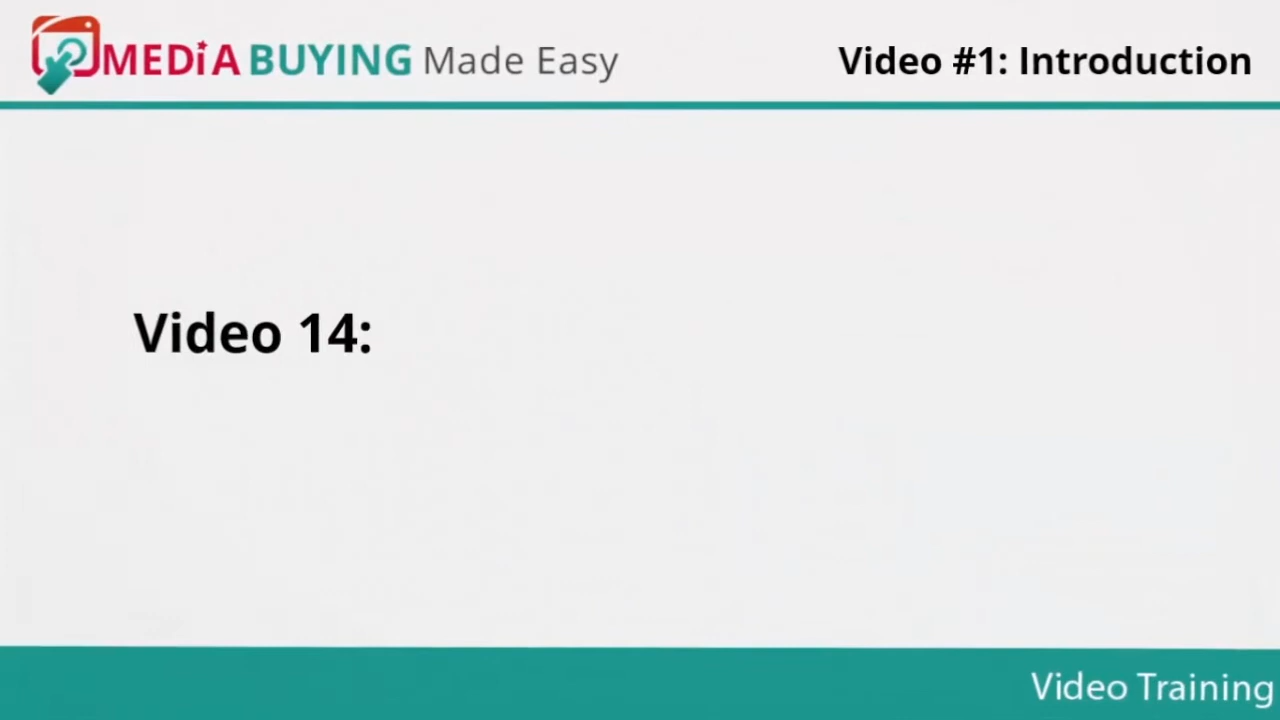 MEDiA BUYING Made Easy
Video #1: Introduction
Video 14:
Video Training